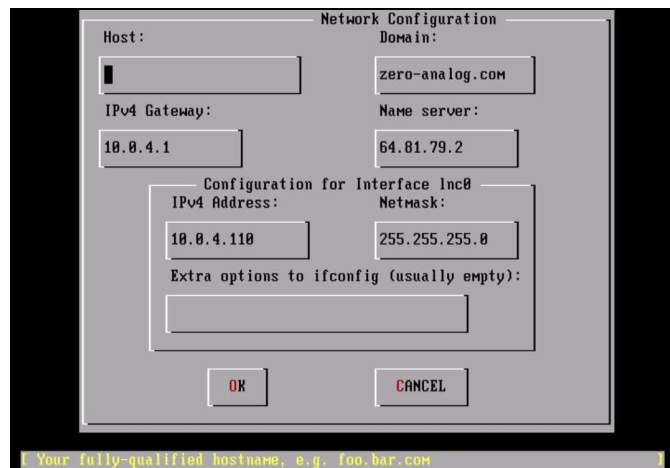 Network Configuration
Host: Domain:
zero-analog.com
IPv4 Gateway: Name server:
10.0.4.1 64.81.79.2
Configuration for Interface lnc0
IPv4 Address: Netmask:
10.0.4.110 255.255.255.0
Extra options to ifconfig (usually empty):
OK CANCEL
[ Your fully-qualified hostname, e.g. foo.bar.com ]